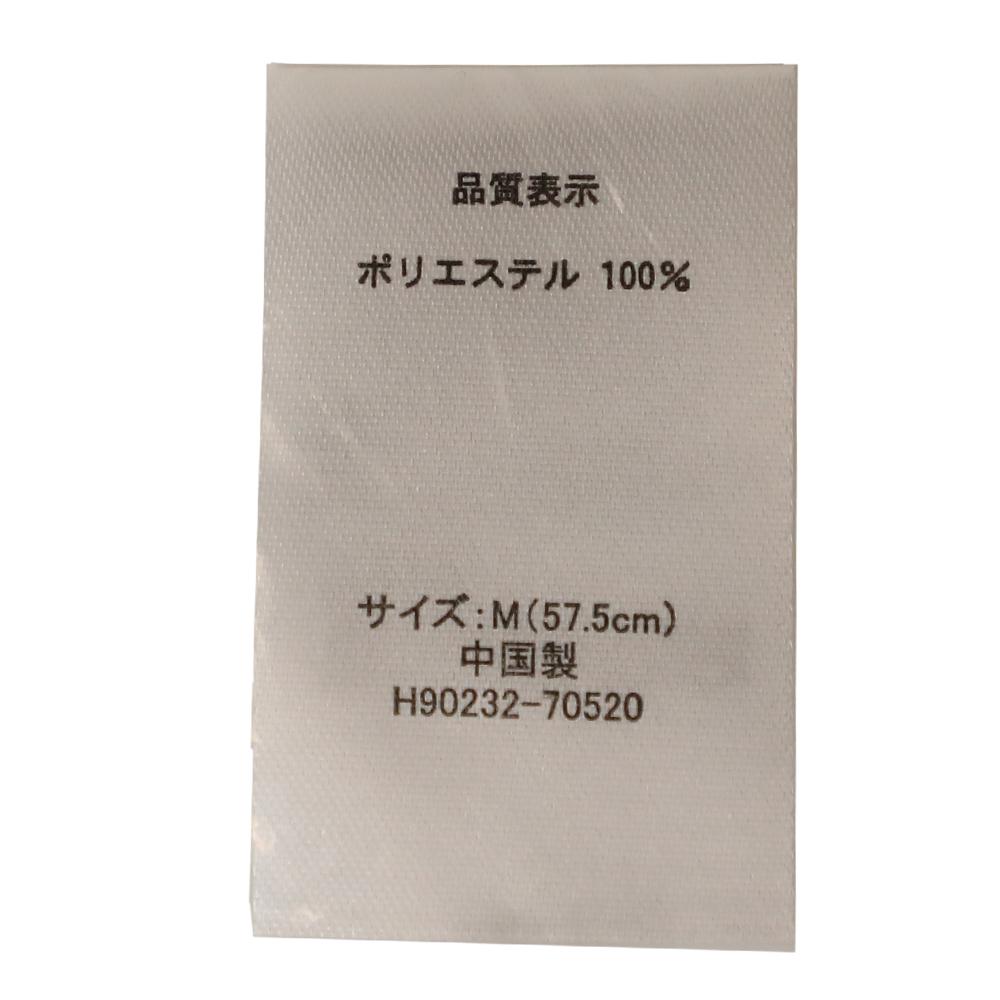 品質表示
ポリエステル 100%
サイズ:M(57.5cm)
中国製
H90232-70520